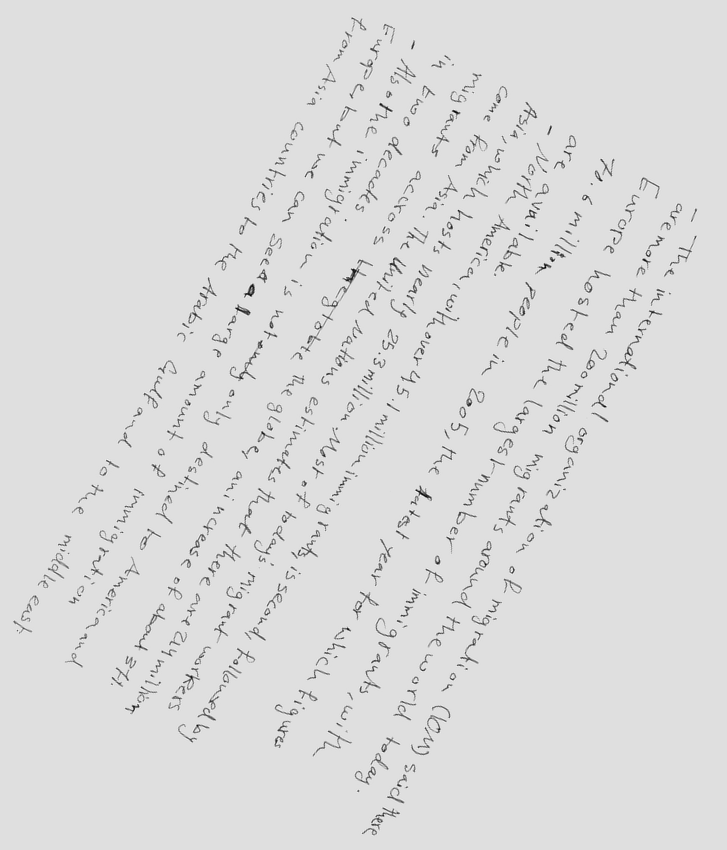 - The international organization of migration (IOM) said there
are more than 200 million migrants around the world today.
Europe hosted the largest number of immigrants, with
70.6 million people in 2005, the latest year for which figures
are available.
- North America, with over 45.1 million immigrants, is second, followed by
Asia, which hosts nearly 25.3 million. Most of todays migrant workers
come from Asia. The United Nations estimates that there are 214 million
migrants across the globe, an increase of about 37%
in two decades
- Also the immigration is not only destined to America and
Europe but we can see a large amount of immigration
from Asia countries to the Arabic Gulf and to the middle east.